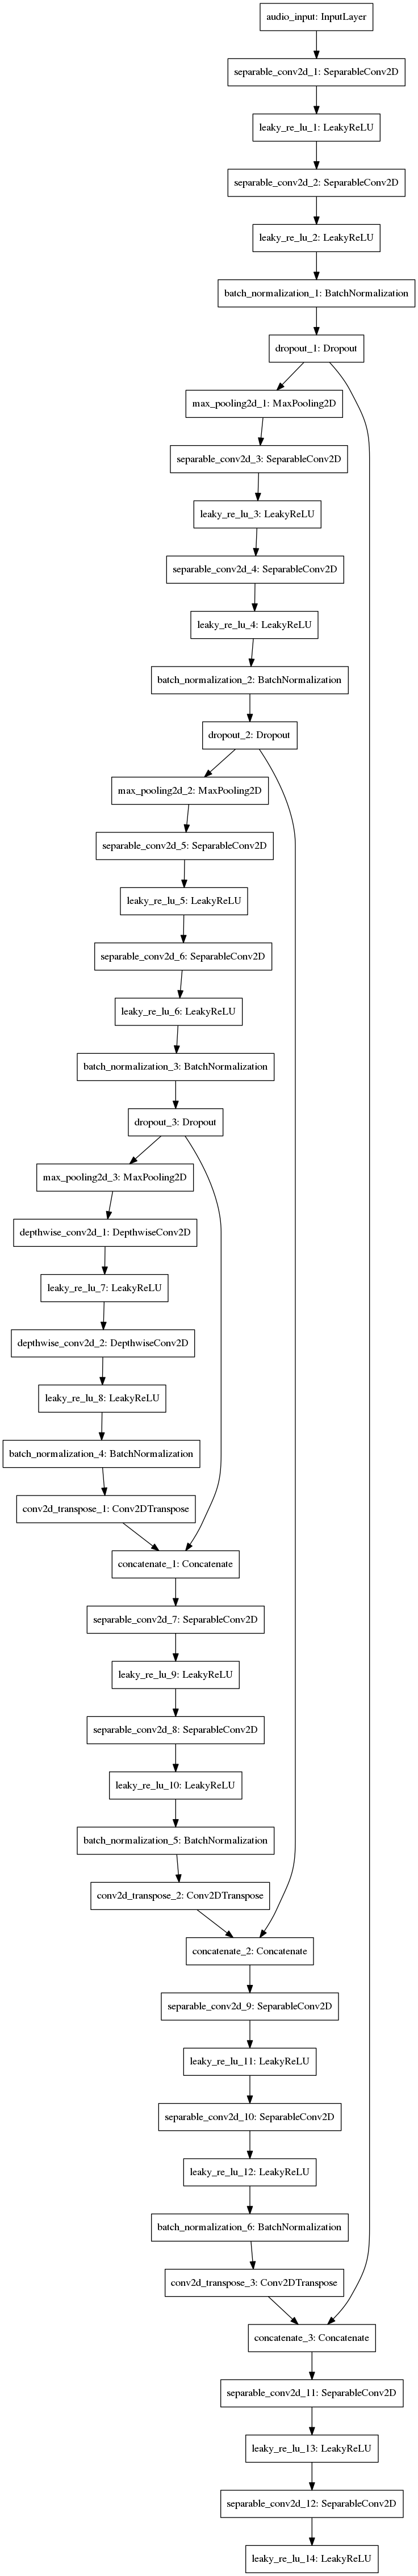 audio_input: InputLayer
separable_conv2d_1: SeparableConv2D
leaky_re_lu_1: LeakyReLU
separable_conv2d_2: SeparableConv2D
leaky_re_lu_2: LeakyReLU
batch_normalization_1: BatchNormalization
dropout_1: Dropout
max_pooling2d_1: MaxPooling2D
separable_conv2d_3: SeparableConv2D
leaky_re_lu_3: LeakyReLU
separable_conv2d_4: SeparableConv2D
leaky_re_lu_4: LeakyReLU
batch_normalization_2: BatchNormalization
dropout_2: Dropout
max_pooling2d_2: MaxPooling2D
separable_conv2d_5: SeparableConv2D
leaky_re_lu_5: LeakyReLU
separable_conv2d_6: SeparableConv2D
leaky_re_lu_6: LeakyReLU
batch_normalization_3: BatchNormalization
dropout_3: Dropout
max_pooling2d_3: MaxPooling2D
depthwise_conv2d_1: DepthwiseConv2D
leaky_re_lu_7: LeakyReLU
depthwise_conv2d_2: DepthwiseConv2D
leaky_re_lu_8: LeakyReLU
batch_normalization_4: BatchNormalization
conv2d_transpose_1: Conv2DTranspose
concatenate_1: Concatenate
separable_conv2d_7: SeparableConv2D
leaky_re_lu_9: LeakyReLU
separable_conv2d_8: SeparableConv2D
leaky_re_lu_10: LeakyReLU
batch_normalization_5: BatchNormalization
conv2d_transpose_2: Conv2DTranspose
concatenate_2: Concatenate
separable_conv2d_9: SeparableConv2D
leaky_re_lu_11: LeakyReLU
separable_conv2d_10: SeparableConv2D
leaky_re_lu_12: LeakyReLU
batch_normalization_6: BatchNormalization
conv2d_transpose_3: Conv2DTranspose
concatenate_3: Concatenate
separable_conv2d_11: SeparableConv2D
leaky_re_lu_13: LeakyReLU
separable_conv2d_12: SeparableConv2D
leaky_re_lu_14: LeakyReLU